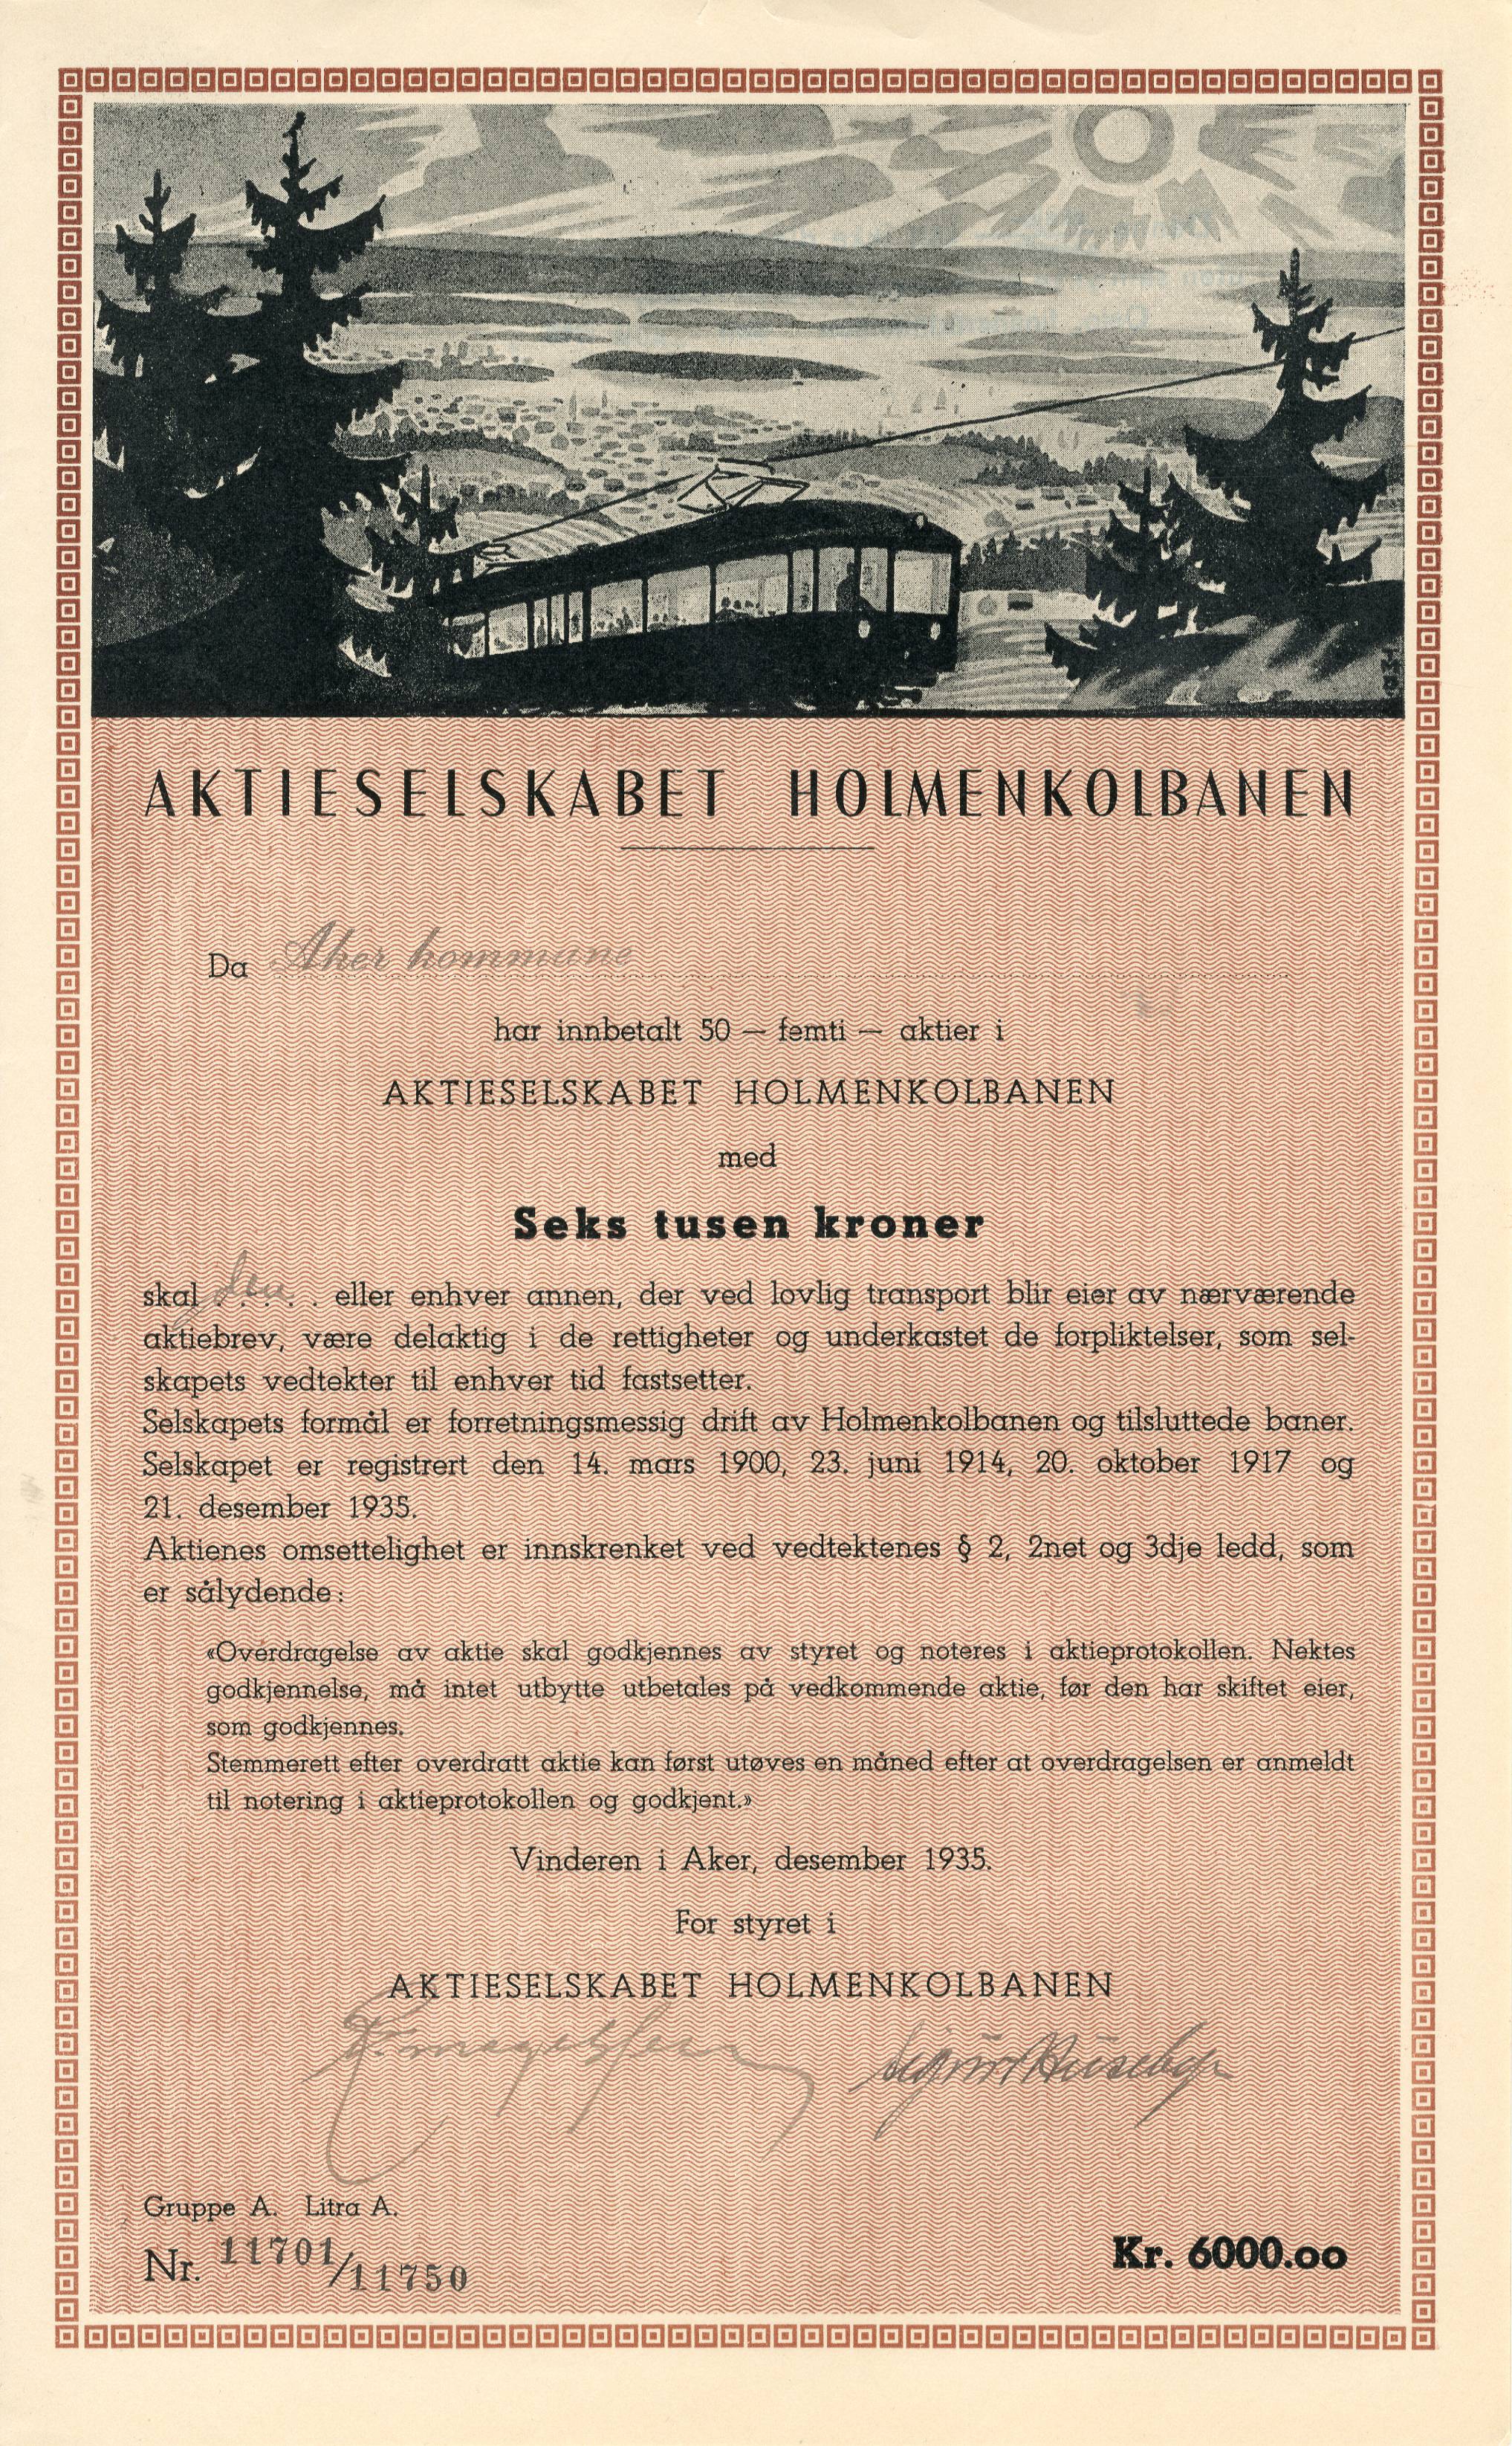 AKTIESELSKABET HOLMENKOLBANEN
Da Aker kommune
har innbetalt 50 — femti — aktier i
AKTIESELSKABET HOLMENKOLBANEN
med
Seks tusen kroner
skal den . . . . . eller enhver annen, der ved lovlig transport blir eier av nærværende
aktiebrev, være delaktig i de rettigheter og underkastet de forpliktelser, som sel-
skapets vedtekter til enhver tid fastsetter.
Selskapets formål er forretningsmessig drift av Holmenkolbanen og tilsluttede baner.
Selskapet er registrert den 14. mars 1900, 23. juni 1914, 20. oktober 1917 og
21. desember 1935.
Aktienes omsettelighet er innskrenket ved vedtektenes § 2, 2net og 3dje ledd, som
er sålydende:
«Overdragelse av aktie skal godkjennes av styret og noteres i aktieprotokollen. Nektes
godkjennelse, må intet utbytte utbetales på vedkommende aktie, før den har skiftet eier,
som godkjennes.
Stemmerett efter overdratt aktie kan først utøves en måned efter at overdragelsen er anmeldt
til notering i aktieprotokollen og godkjent.»
Vinderen i Aker, desember 1935.
For styret i
AKTIESELSKABET HOLMENKOLBANEN
Gruppe A. Litra A.
Nr. 11701/11750
Kr. 6000.00